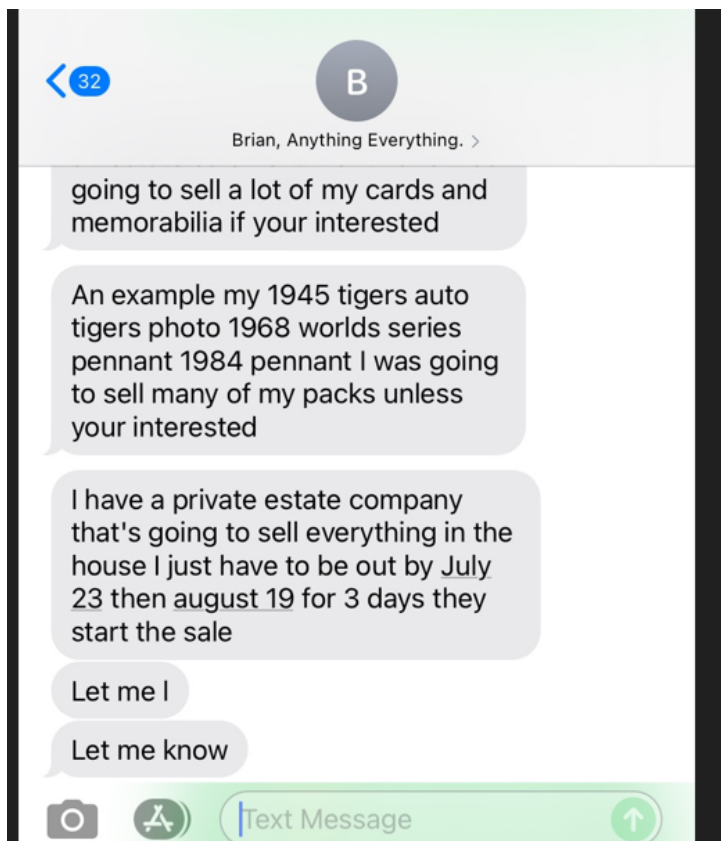 32
B
Brian, Anything Everything.
going to sell a lot of my cards and
memorabilia if your interested
An example my 1945 tigers auto
tigers photo 1968 worlds series
pennant 1984 pennant I was going
to sell many of my packs unless
your interested
I have a private estate company
that's going to sell everything in the
house I just have to be out by July
23 then august 19 for 3 days they
start the sale
Let me I
Let me know
Text Message